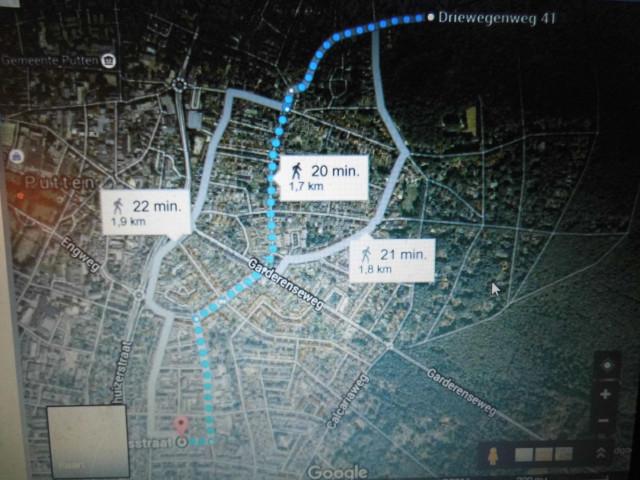 Driewegenweg 41
Gemeente Putten
20 min.
1,7 km
Putten
22 min.
1,9 km
21 min.
1,8 km
Engweg
Garderenseweg
Calcariaweg
Garderenseweg
Google